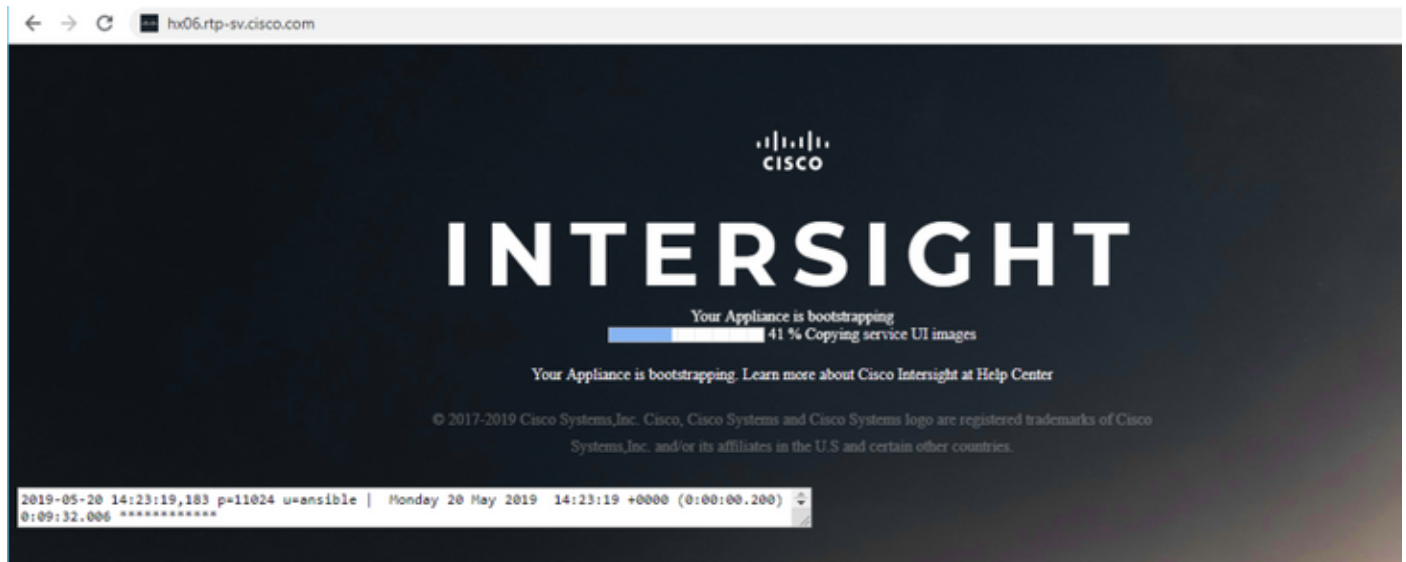 hx06.rtp-sv.cisco.com
CISCO
INTERSIGHT
Your Appliance is bootstrapping
41 % Copying service UI images
Your Appliance is bootstrapping. Learn more about Cisco Intersight at Help Center
© 2017-2019 Cisco Systems,Inc. Cisco, Cisco Systems and Cisco Systems logo are registered trademarks of Cisco
Systems,Inc. and/or its affiliates in the U.S and certain other countries.
2019-05-20 14:23:19,183 p=11024 u=ansible | Monday 20 May 2019 14:23:19 +0000 (0:00:00.200)
0:09:32.006 ************